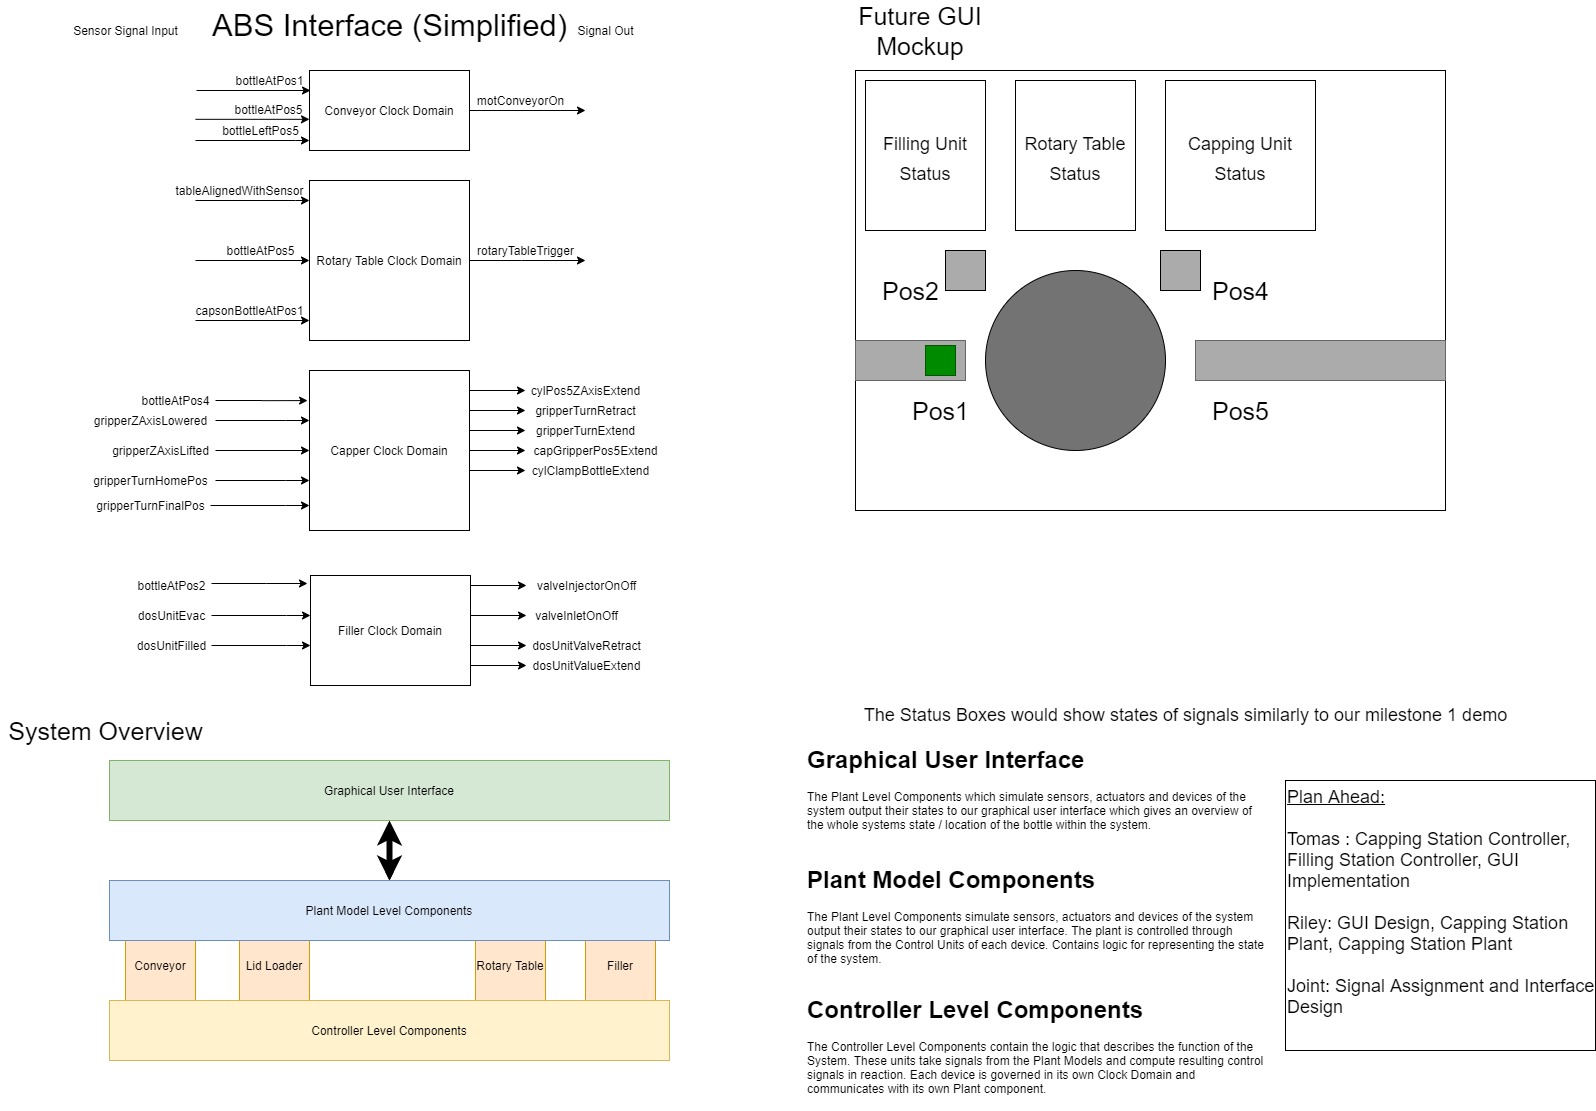 Sensor Signal Input
ABS Interface (Simplified)
Signal Out
bottleAtPos1
bottleAtPos5
bottleLeftPos5
Conveyor Clock Domain
motConveyorOn
tableAlignedWithSensor
bottleAtPos5
capsonBottleAtPos1
Rotary Table Clock Domain
rotaryTableTrigger
bottleAtPos4
gripperZAxisLowered
gripperZAxisLifted
gripperTurnHomePos
gripperTurnFinalPos
Capper Clock Domain
cylPos5ZAxisExtend
gripperTurnRetract
gripperTurnExtend
capGripperPos5Extend
cylClampBottleExtend
bottleAtPos2
dosUnitEvac
dosUnitFilled
Filler Clock Domain
valveInjectorOnOff
valveInletOnOff
dosUnitValveRetract
dosUnitValueExtend
Future GUI
Mockup
Filling Unit
Status
Rotary Table
Status
Capping Unit
Status
Pos2
Pos4
Pos1
Pos5
The Status Boxes would show states of signals similarly to our milestone 1 demo
System Overview
Graphical User Interface
Plant Model Level Components
Conveyor
Lid Loader
Rotary Table
Filler
Controller Level Components
Graphical User Interface
The Plant Level Components which simulate sensors, actuators and devices of the
system output their states to our graphical user interface which gives an overview of
the whole systems state / location of the bottle within the system.
Plant Model Components
The Plant Level Components simulate sensors, actuators and devices of the system
output their states to our graphical user interface. The plant is controlled through
signals from the Control Units of each device. Contains logic for representing the state
of the system.
Controller Level Components
The Controller Level Components contain the logic that describes the function of the
System. These units take signals from the Plant Models and compute resulting control
signals in reaction. Each device is governed in its own Clock Domain and
communicates with its own Plant component.
Plan Ahead:
Tomas : Capping Station Controller,
Filling Station Controller, GUI
Implementation
Riley: GUI Design, Capping Station
Plant, Capping Station Plant
Joint: Signal Assignment and Interface
Design